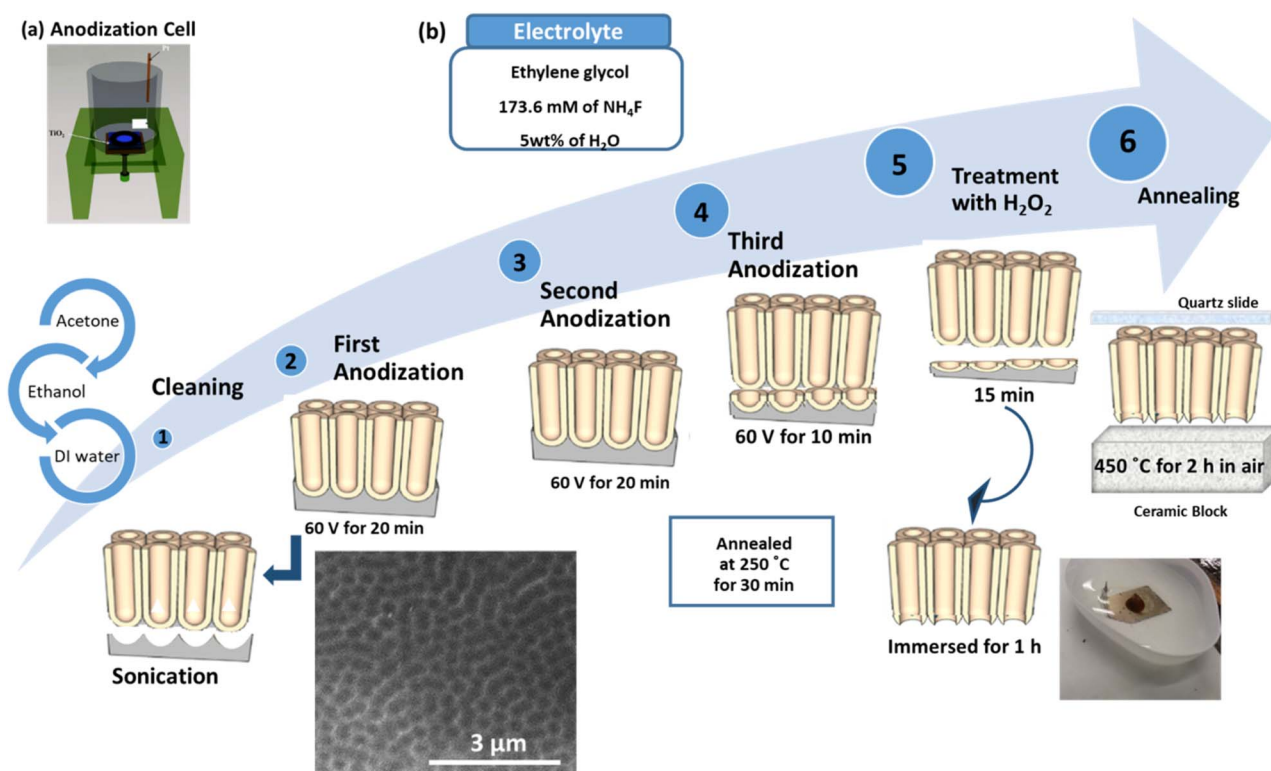 (a) Anodization Cell
Pt
TiO₂
(b)
Electrolyte
Ethylene glycol
173.6 mM of NH₄F
5wt% of H₂O
Acetone
Ethanol
DI water
1
Cleaning
2
First
Anodization
60 V for 20 min
Sonication
3 µm
3
Second
Anodization
60 V for 20 min
4
Third
Anodization
60 V for 10 min
Annealed
at 250 ˚C
for 30 min
5
Treatment
with H₂O₂
15 min
Immersed for 1 h
6
Annealing
Quartz slide
450 ˚C for 2 h in air
Ceramic Block